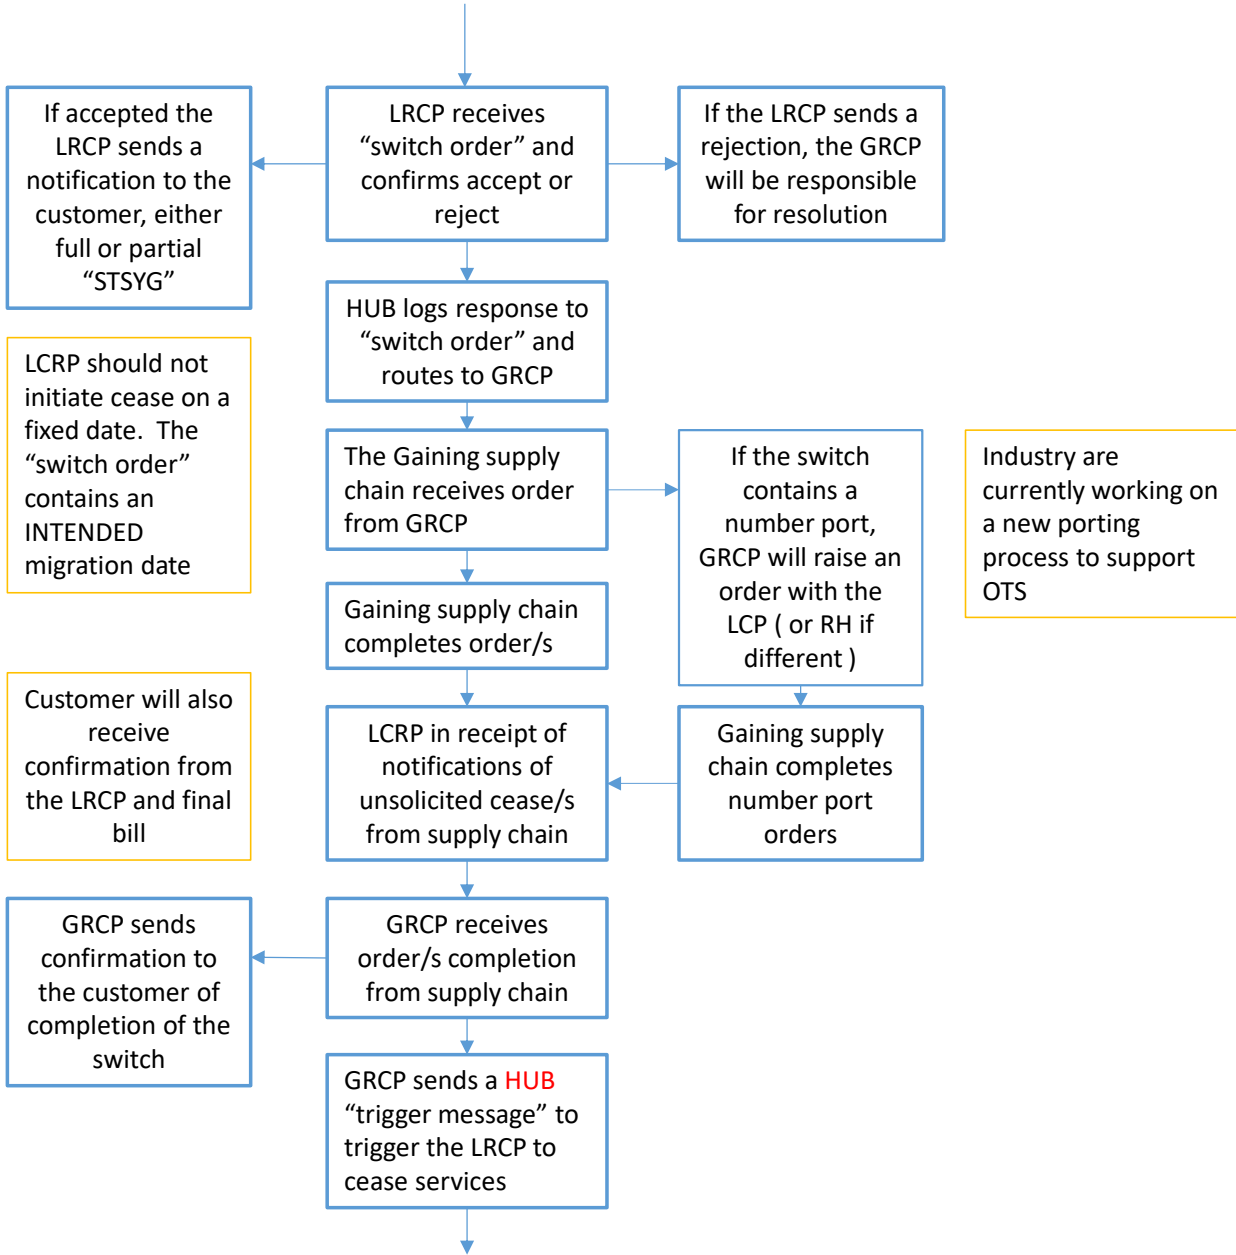 If accepted the
LRCP sends a
notification to the
customer, either
full or partial
“STSYG”
LRCP receives
“switch order” and
confirms accept or
reject
If the LRCP sends a
rejection, the GRCP
will be responsible
for resolution
HUB logs response to
“switch order” and
routes to GRCP
LCRP should not
initiate cease on a
fixed date.  The
“switch order”
contains an
INTENDED
migration date
The Gaining supply
chain receives order
from GRCP
If the switch
contains a
number port,
GRCP will raise an
order with the
LCP ( or RH if
different )
Industry are
currently working on
a new porting
process to support
OTS
Gaining supply chain
completes order/s
Customer will also
receive
confirmation from
the LRCP and final
bill
LCRP in receipt of
notifications of
unsolicited cease/s
from supply chain
Gaining supply
chain completes
number port
orders
GRCP sends
confirmation to
the customer of
completion of the
switch
GRCP receives
order/s completion
from supply chain
GRCP sends a HUB
“trigger message” to
trigger the LRCP to
cease services